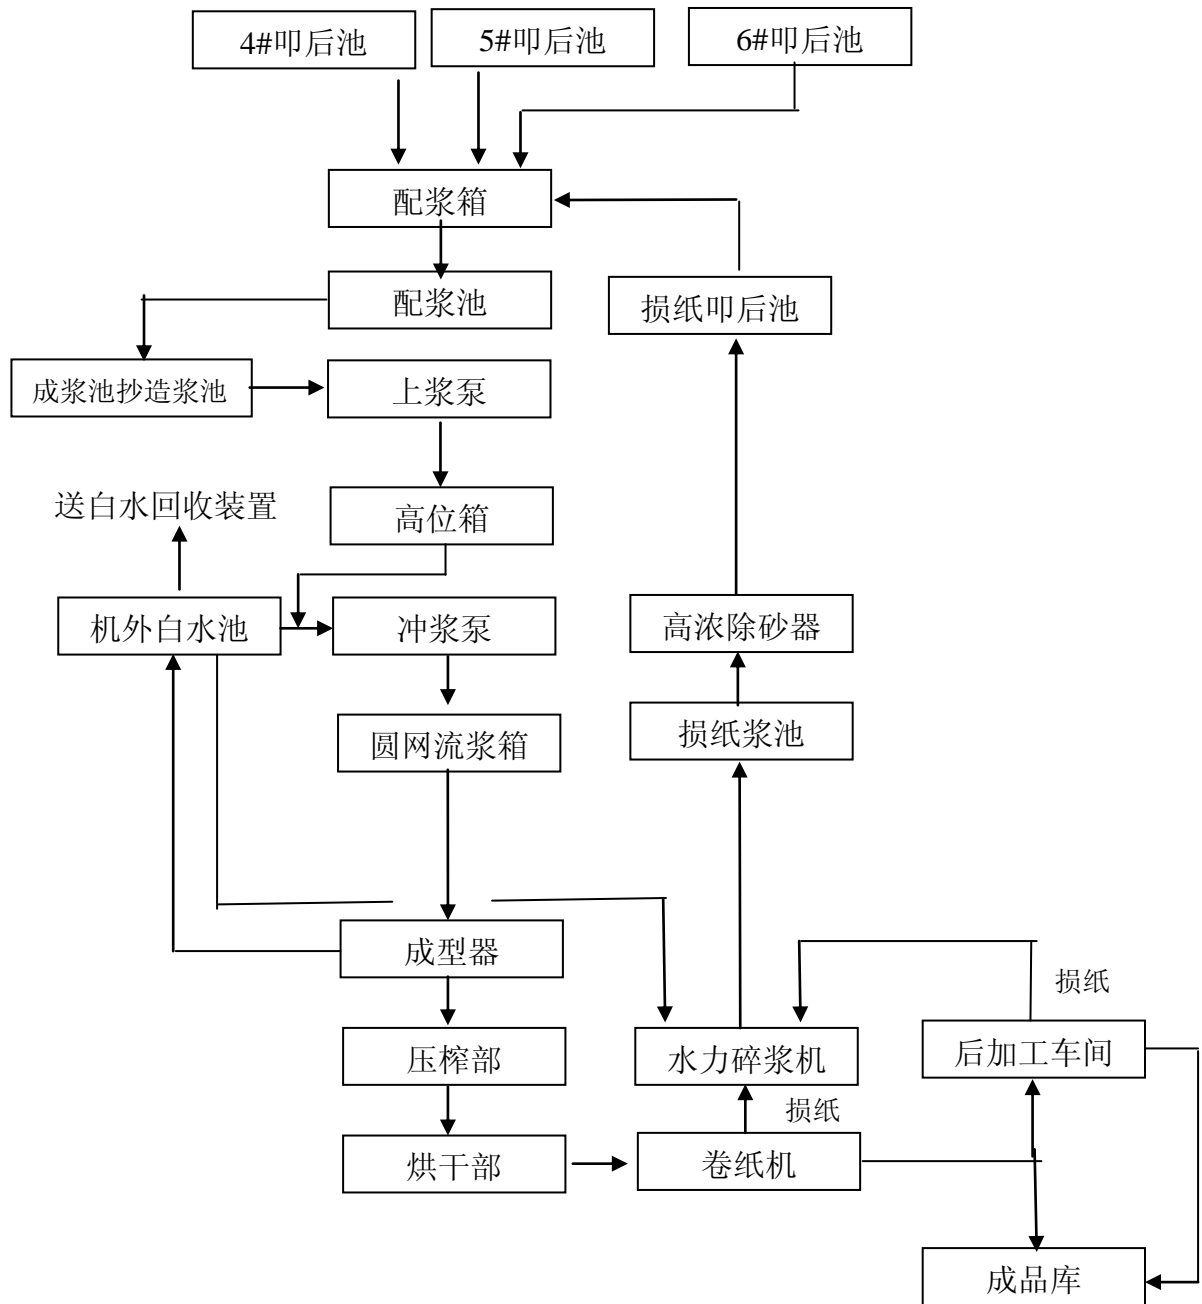 4#叩后池
5#叩后池
6#叩后池
配浆箱
配浆池
损纸叩后池
成浆池抄造浆池
上浆泵
送白水回收装置
高位箱
机外白水池
冲浆泵
高浓除砂器
圆网流浆箱
损纸浆池
成型器
损纸
压榨部
水力碎浆机
后加工车间
损纸
烘干部
卷纸机
成品库